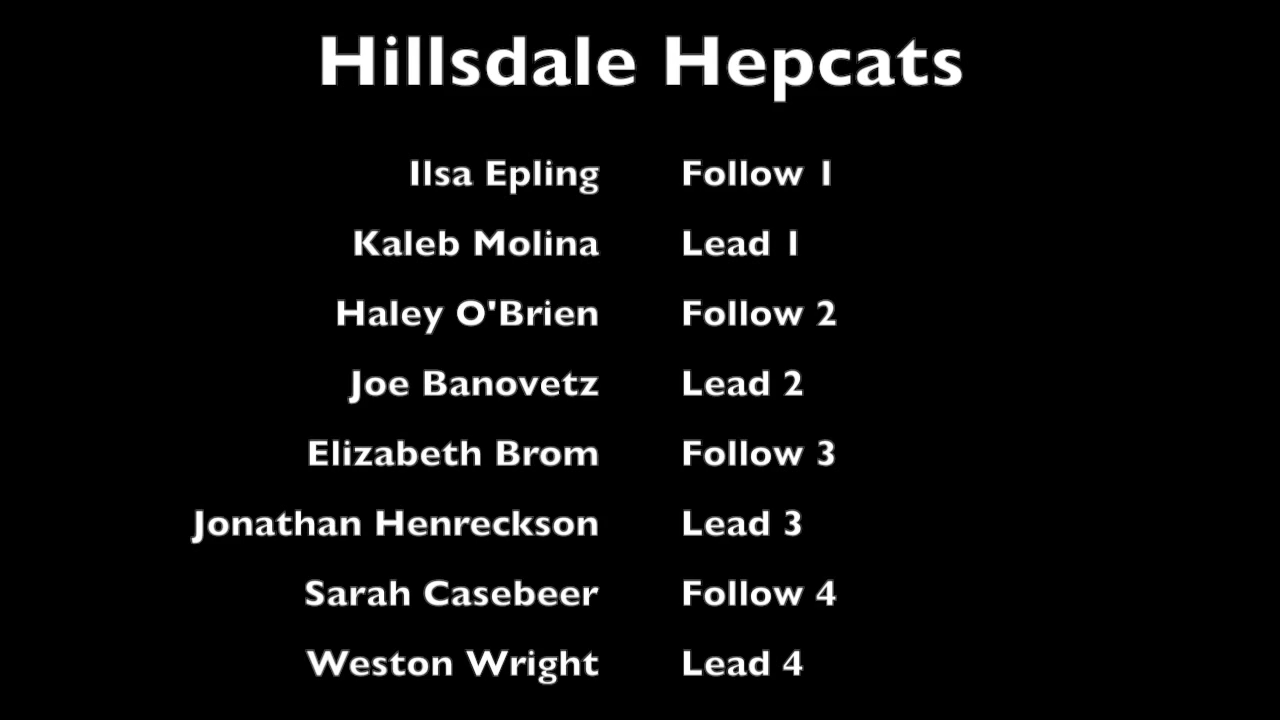 Hillsdale Hepcats
Ilsa Epling Follow 1
Kaleb Molina Lead 1
Haley O'Brien Follow 2
Joe Banovetz Lead 2
Elizabeth Brom Follow 3
Jonathan Henreckson Lead 3
Sarah Casebeer Follow 4
Weston Wright Lead 4